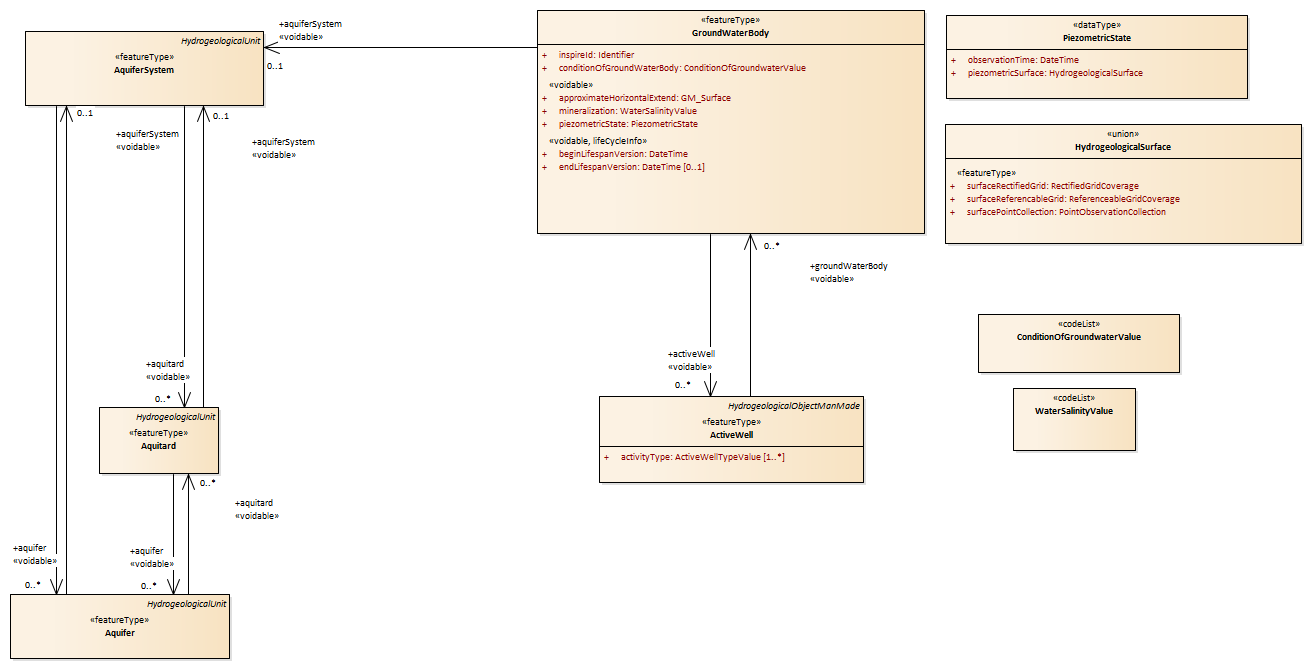 HydrogeologicalUnit
«featureType»
AquiferSystem
+aquiferSystem
«voidable»
0..1
«featureType»
GroundWaterBody
+ inspireId: Identifier
+ conditionOfGroundWaterBody: ConditionOfGroundwaterValue
«voidable»
+ approximateHorizontalExtend: GM_Surface
+ mineralization: WaterSalinityValue
+ piezometricState: PiezometricState
«voidable, lifeCycleInfo»
+ beginLifespanVersion: DateTime
+ endLifespanVersion: DateTime [0..1]
«dataType»
PiezometricState
+ observationTime: DateTime
+ piezometricSurface: HydrogeologicalSurface
«union»
HydrogeologicalSurface
«featureType»
+ surfaceRectifiedGrid: RectifiedGridCoverage
+ surfaceReferencableGrid: ReferenceableGridCoverage
+ surfacePointCollection: PointObservationCollection
0..1
+aquiferSystem
«voidable»
0..1
+aquiferSystem
«voidable»
0..*
+groundWaterBody
«voidable»
«codeList»
ConditionOfGroundwaterValue
«codeList»
WaterSalinityValue
+activeWell
«voidable»
0..*
HydrogeologicalObjectManMade
«featureType»
ActiveWell
+ activityType: ActiveWellTypeValue [1..*]
+aquitard
«voidable»
0..*
HydrogeologicalUnit
«featureType»
Aquitard
0..*
+aquitard
«voidable»
+aquifer
«voidable»
0..*
+aquifer
«voidable»
0..*
HydrogeologicalUnit
«featureType»
Aquifer